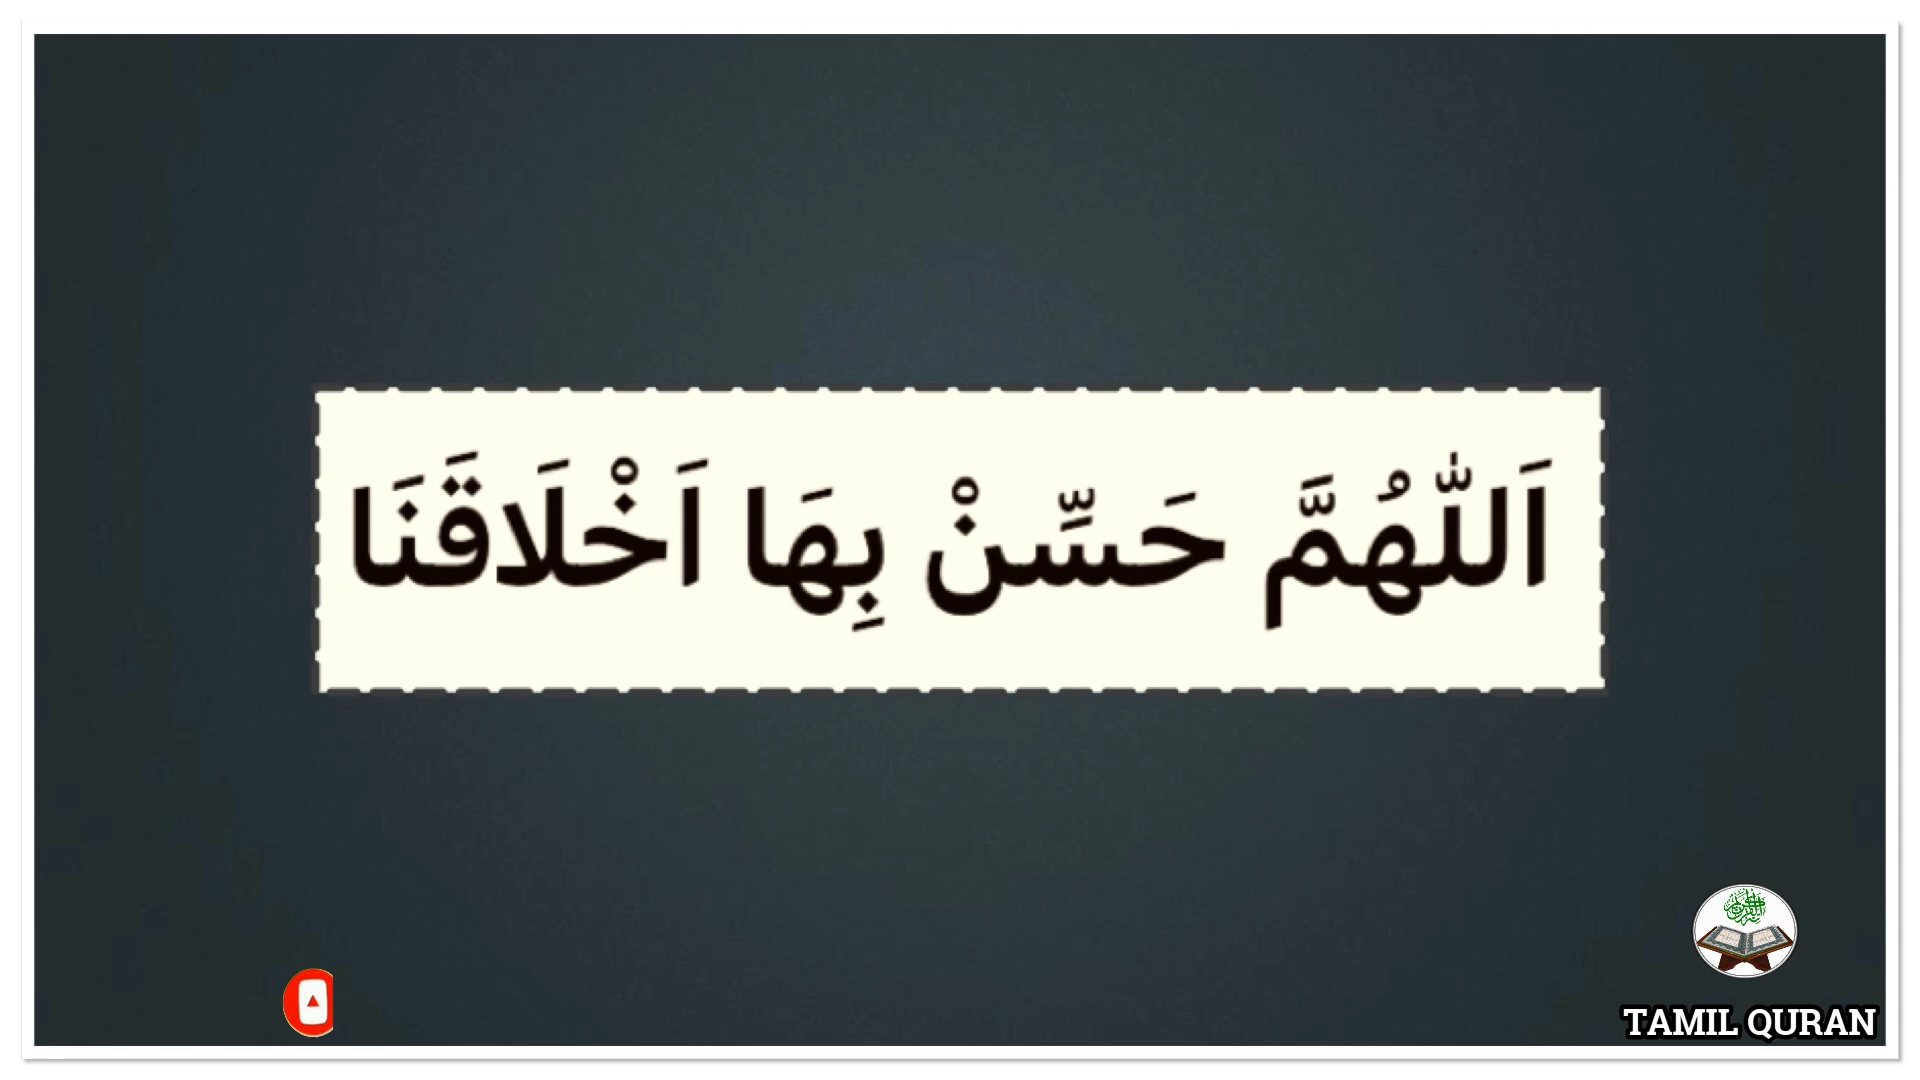 اَللّٰهُمَّ حَسِّنْ بِهَا اَخْلَاقَنَا
TAMIL QURAN